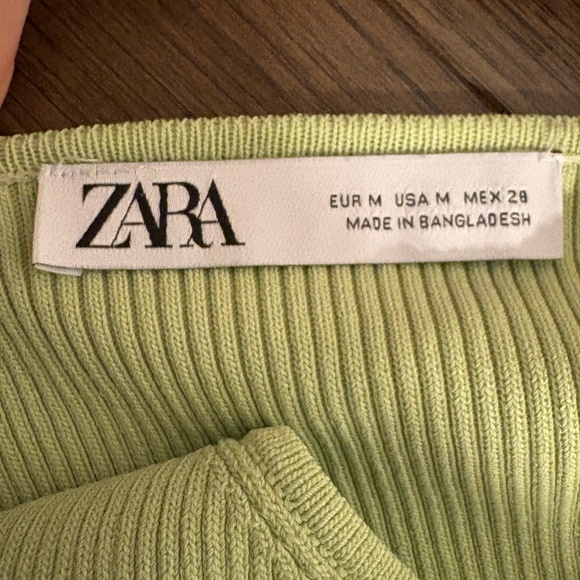 ZARA
EUR M USA M MEX 28
MADE IN BANGLADESH